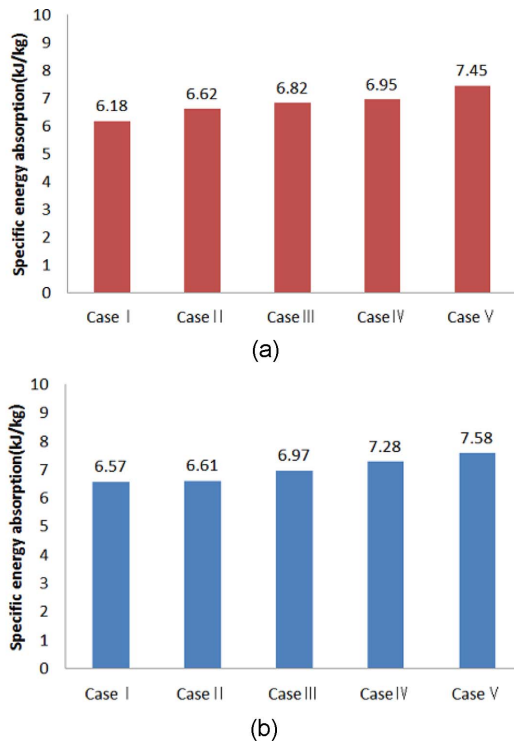 Specific energy absorption(kJ/kg)
10
9
8
7
6
5
4
3
2
1
0
6.18
6.62
6.82
6.95
7.45
Case Ⅰ
Case Ⅱ
Case Ⅲ
Case Ⅳ
Case Ⅴ
(a)
Specific energy absorption(kJ/kg)
10
9
8
7
6
5
4
3
2
1
0
6.57
6.61
6.97
7.28
7.58
Case Ⅰ
Case Ⅱ
Case Ⅲ
Case Ⅳ
Case Ⅴ
(b)